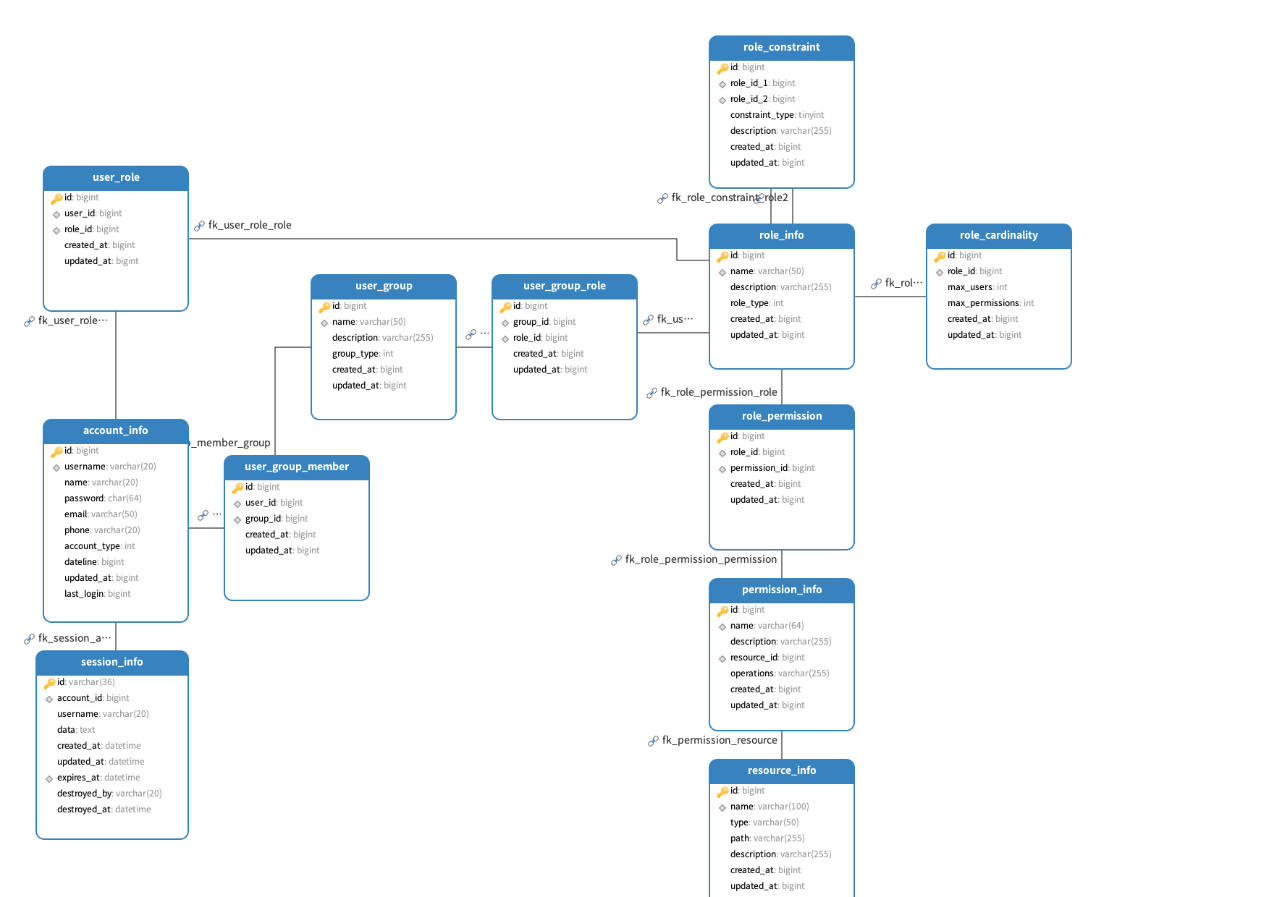 role_constraint
id: bigint
role_id_1: bigint
role_id_2: bigint
constraint_type: tinyint
description: varchar(255)
created_at: bigint
updated_at: bigint
fk_role_constraint_role2
user_role
id: bigint
user_id: bigint
role_id: bigint
created_at: bigint
updated_at: bigint
fk_user_role_role
fk_user_role···
role_info
id: bigint
name: varchar(50)
description: varchar(255)
role_type: int
created_at: bigint
updated_at: bigint
fk_rol···
role_cardinality
id: bigint
role_id: bigint
max_users: int
max_permissions: int
created_at: bigint
updated_at: bigint
user_group
id: bigint
name: varchar(50)
description: varchar(255)
group_type: int
created_at: bigint
updated_at: bigint
···
user_group_role
id: bigint
group_id: bigint
role_id: bigint
created_at: bigint
updated_at: bigint
fk_us···
fk_role_permission_role
account_info
id: bigint
username: varchar(20)
name: varchar(20)
password: char(64)
email: varchar(50)
phone: varchar(20)
account_type: int
dateline: bigint
updated_at: bigint
last_login: bigint
_member_group
···
user_group_member
id: bigint
user_id: bigint
group_id: bigint
created_at: bigint
updated_at: bigint
role_permission
id: bigint
role_id: bigint
permission_id: bigint
created_at: bigint
updated_at: bigint
fk_role_permission_permission
permission_info
id: bigint
name: varchar(64)
description: varchar(255)
resource_id: bigint
operations: varchar(255)
created_at: bigint
updated_at: bigint
fk_session_a···
session_info
id: varchar(36)
account_id: bigint
username: varchar(20)
data: text
created_at: datetime
updated_at: datetime
expires_at: datetime
destroyed_by: varchar(20)
destroyed_at: datetime
fk_permission_resource
resource_info
id: bigint
name: varchar(100)
type: varchar(50)
path: varchar(255)
description: varchar(255)
created_at: bigint
updated_at: bigint